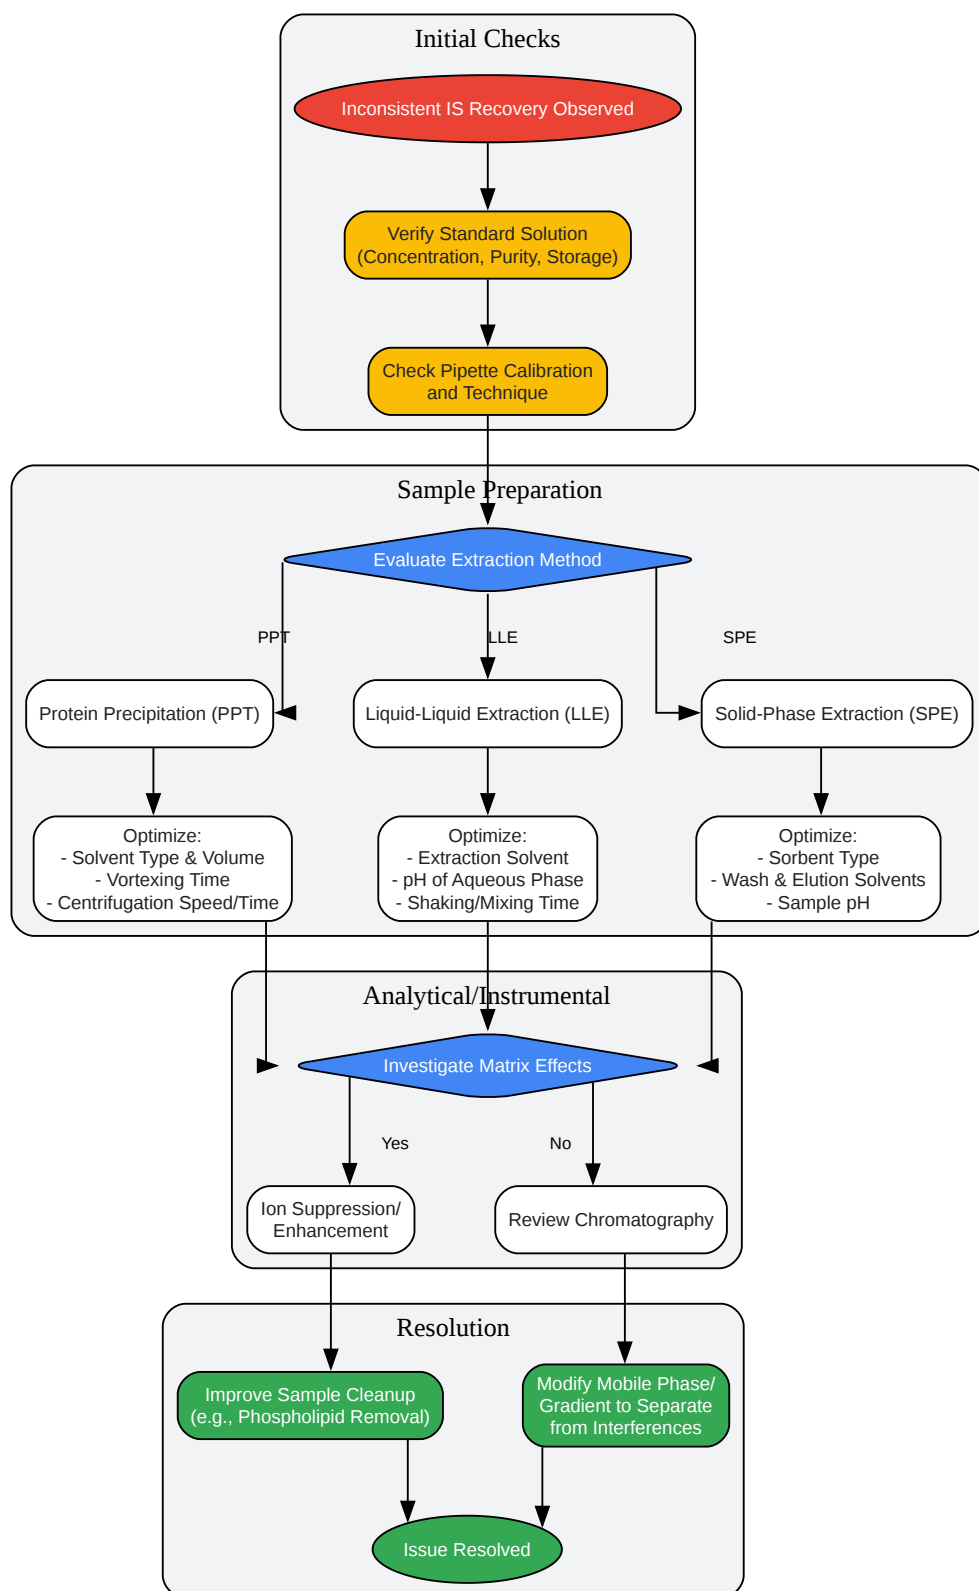 Initial Checks
Inconsistent IS Recovery Observed
Verify Standard Solution
(Concentration, Purity, Storage)
Check Pipette Calibration
and Technique
Sample Preparation
Evaluate Extraction Method
PPT
LLE
SPE
Protein Precipitation (PPT)
Liquid-Liquid Extraction (LLE)
Solid-Phase Extraction (SPE)
Optimize:
- Solvent Type & Volume
- Vortexing Time
- Centrifugation Speed/Time
Optimize:
- Extraction Solvent
- pH of Aqueous Phase
- Shaking/Mixing Time
Optimize:
- Sorbent Type
- Wash & Elution Solvents
- Sample pH
Analytical/Instrumental
Investigate Matrix Effects
Yes
No
Ion Suppression/
Enhancement
Review Chromatography
Resolution
Improve Sample Cleanup
(e.g., Phospholipid Removal)
Modify Mobile Phase/
Gradient to Separate
from Interferences
Issue Resolved